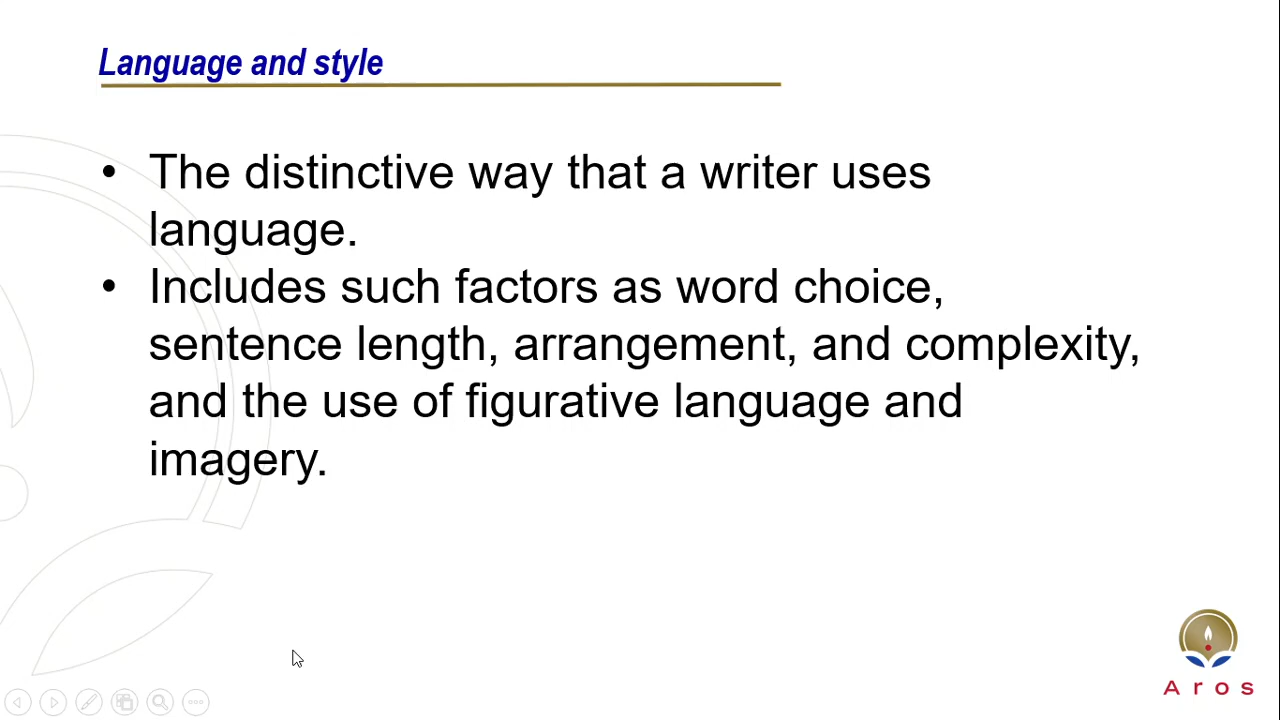 Language and style
• The distinctive way that a writer uses
language.
• Includes such factors as word choice,
sentence length, arrangement, and complexity,
and the use of figurative language and
imagery.
Aros